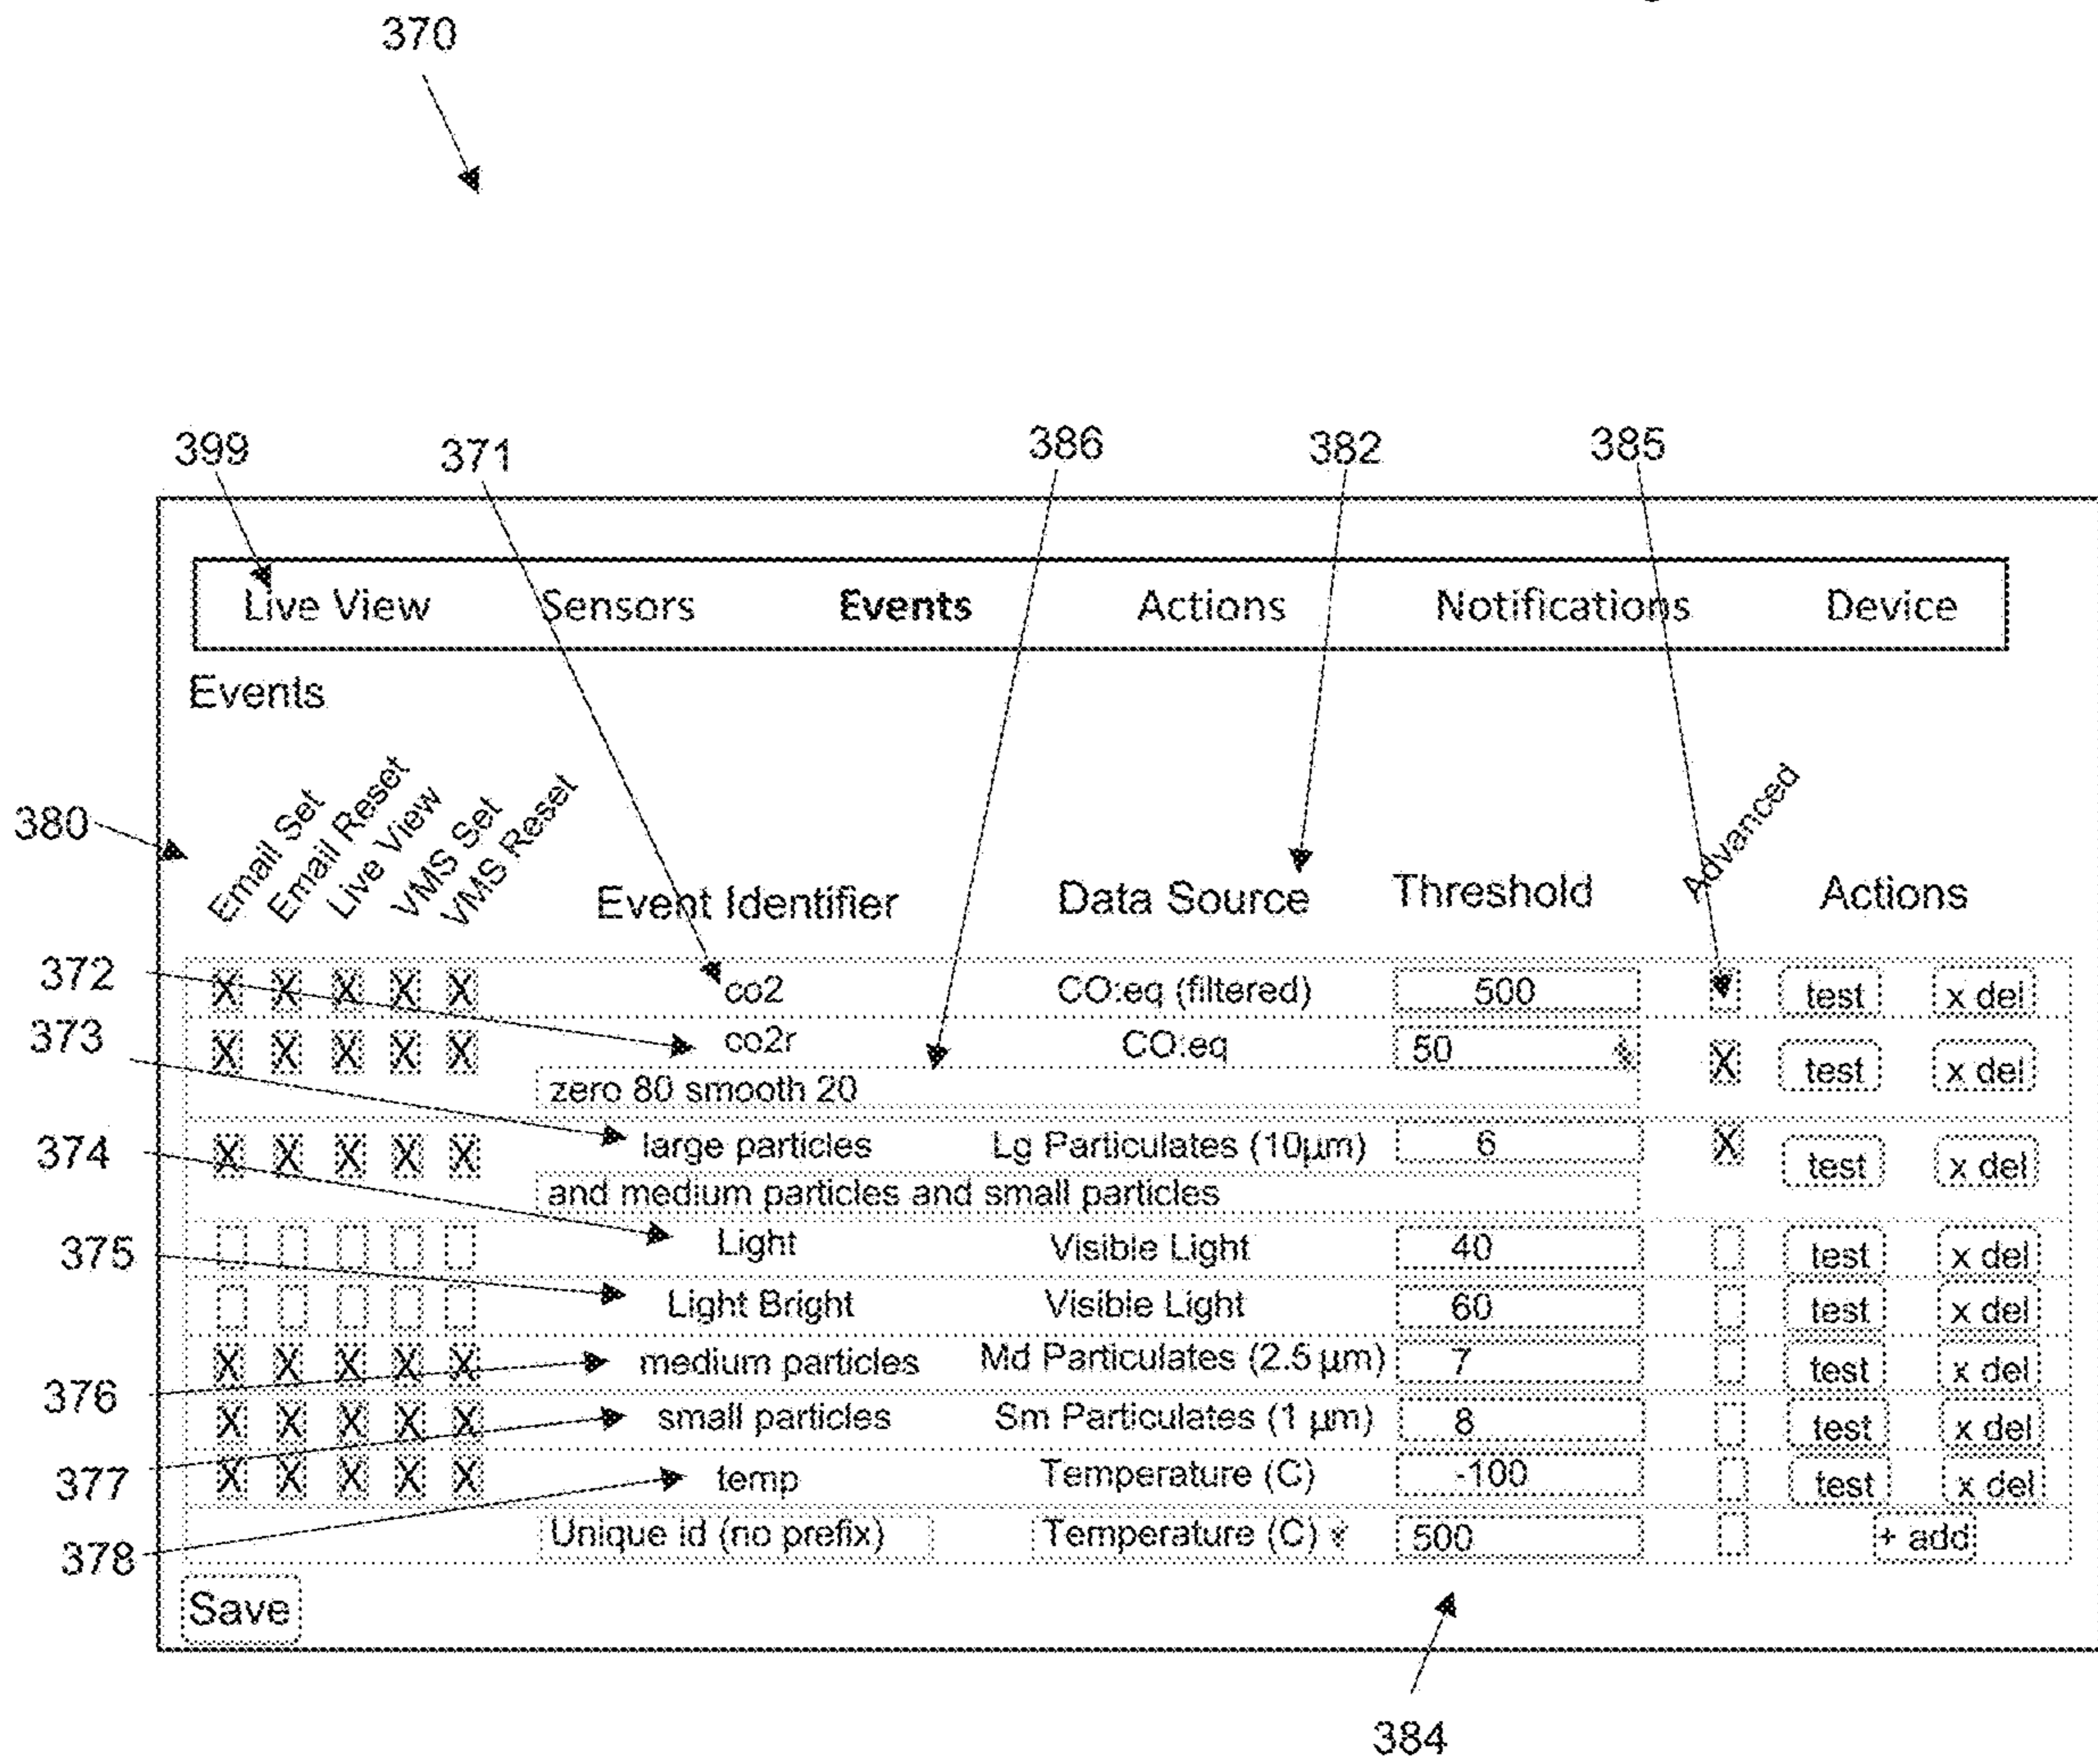 370
399 371 386 382 385
Live View Sensors Events Actions Notifications Device
Events
380
Email Set
Email Reset
Live View
VMS Set
VMS Reset
Event Identifier Data Source Threshold Advanced Actions
372 X X X X X co2 CO:eq (filtered) 500 test x del
373 X X X X X co2r CO:eq 50 X test x del
zero 80 smooth 20
374 X X X X X large particles Lg Particulates (10µm) 6 X test x del
and medium particles and small particles
375 Light Visible Light 40 test x del
Light Bright Visible Light 60 test x del
376 X X X X X medium particles Md Particulates (2.5 µm) 7 test x del
X X X X X small particles Sm Particulates (1 µm) 8 test x del
377 X X X X X temp Temperature (C) -100 test x del
378 Unique id (no prefix) Temperature (C) 500 + add
Save
384